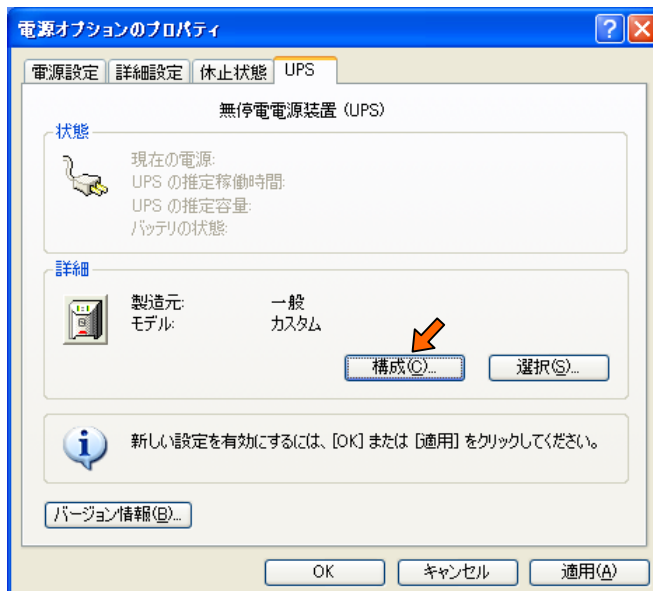 電源オプションのプロパティ
電源設定 詳細設定 休止状態 UPS
無停電電源装置 (UPS)
状態
現在の電源:
UPS の推定稼働時間:
UPS の推定容量:
バッテリの状態:
詳細
製造元: 一般
モデル: カスタム
構成(C)... 選択(S)...
新しい設定を有効にするには、[OK] または [適用] をクリックしてください。
バージョン情報(B)...
OK キャンセル 適用(A)